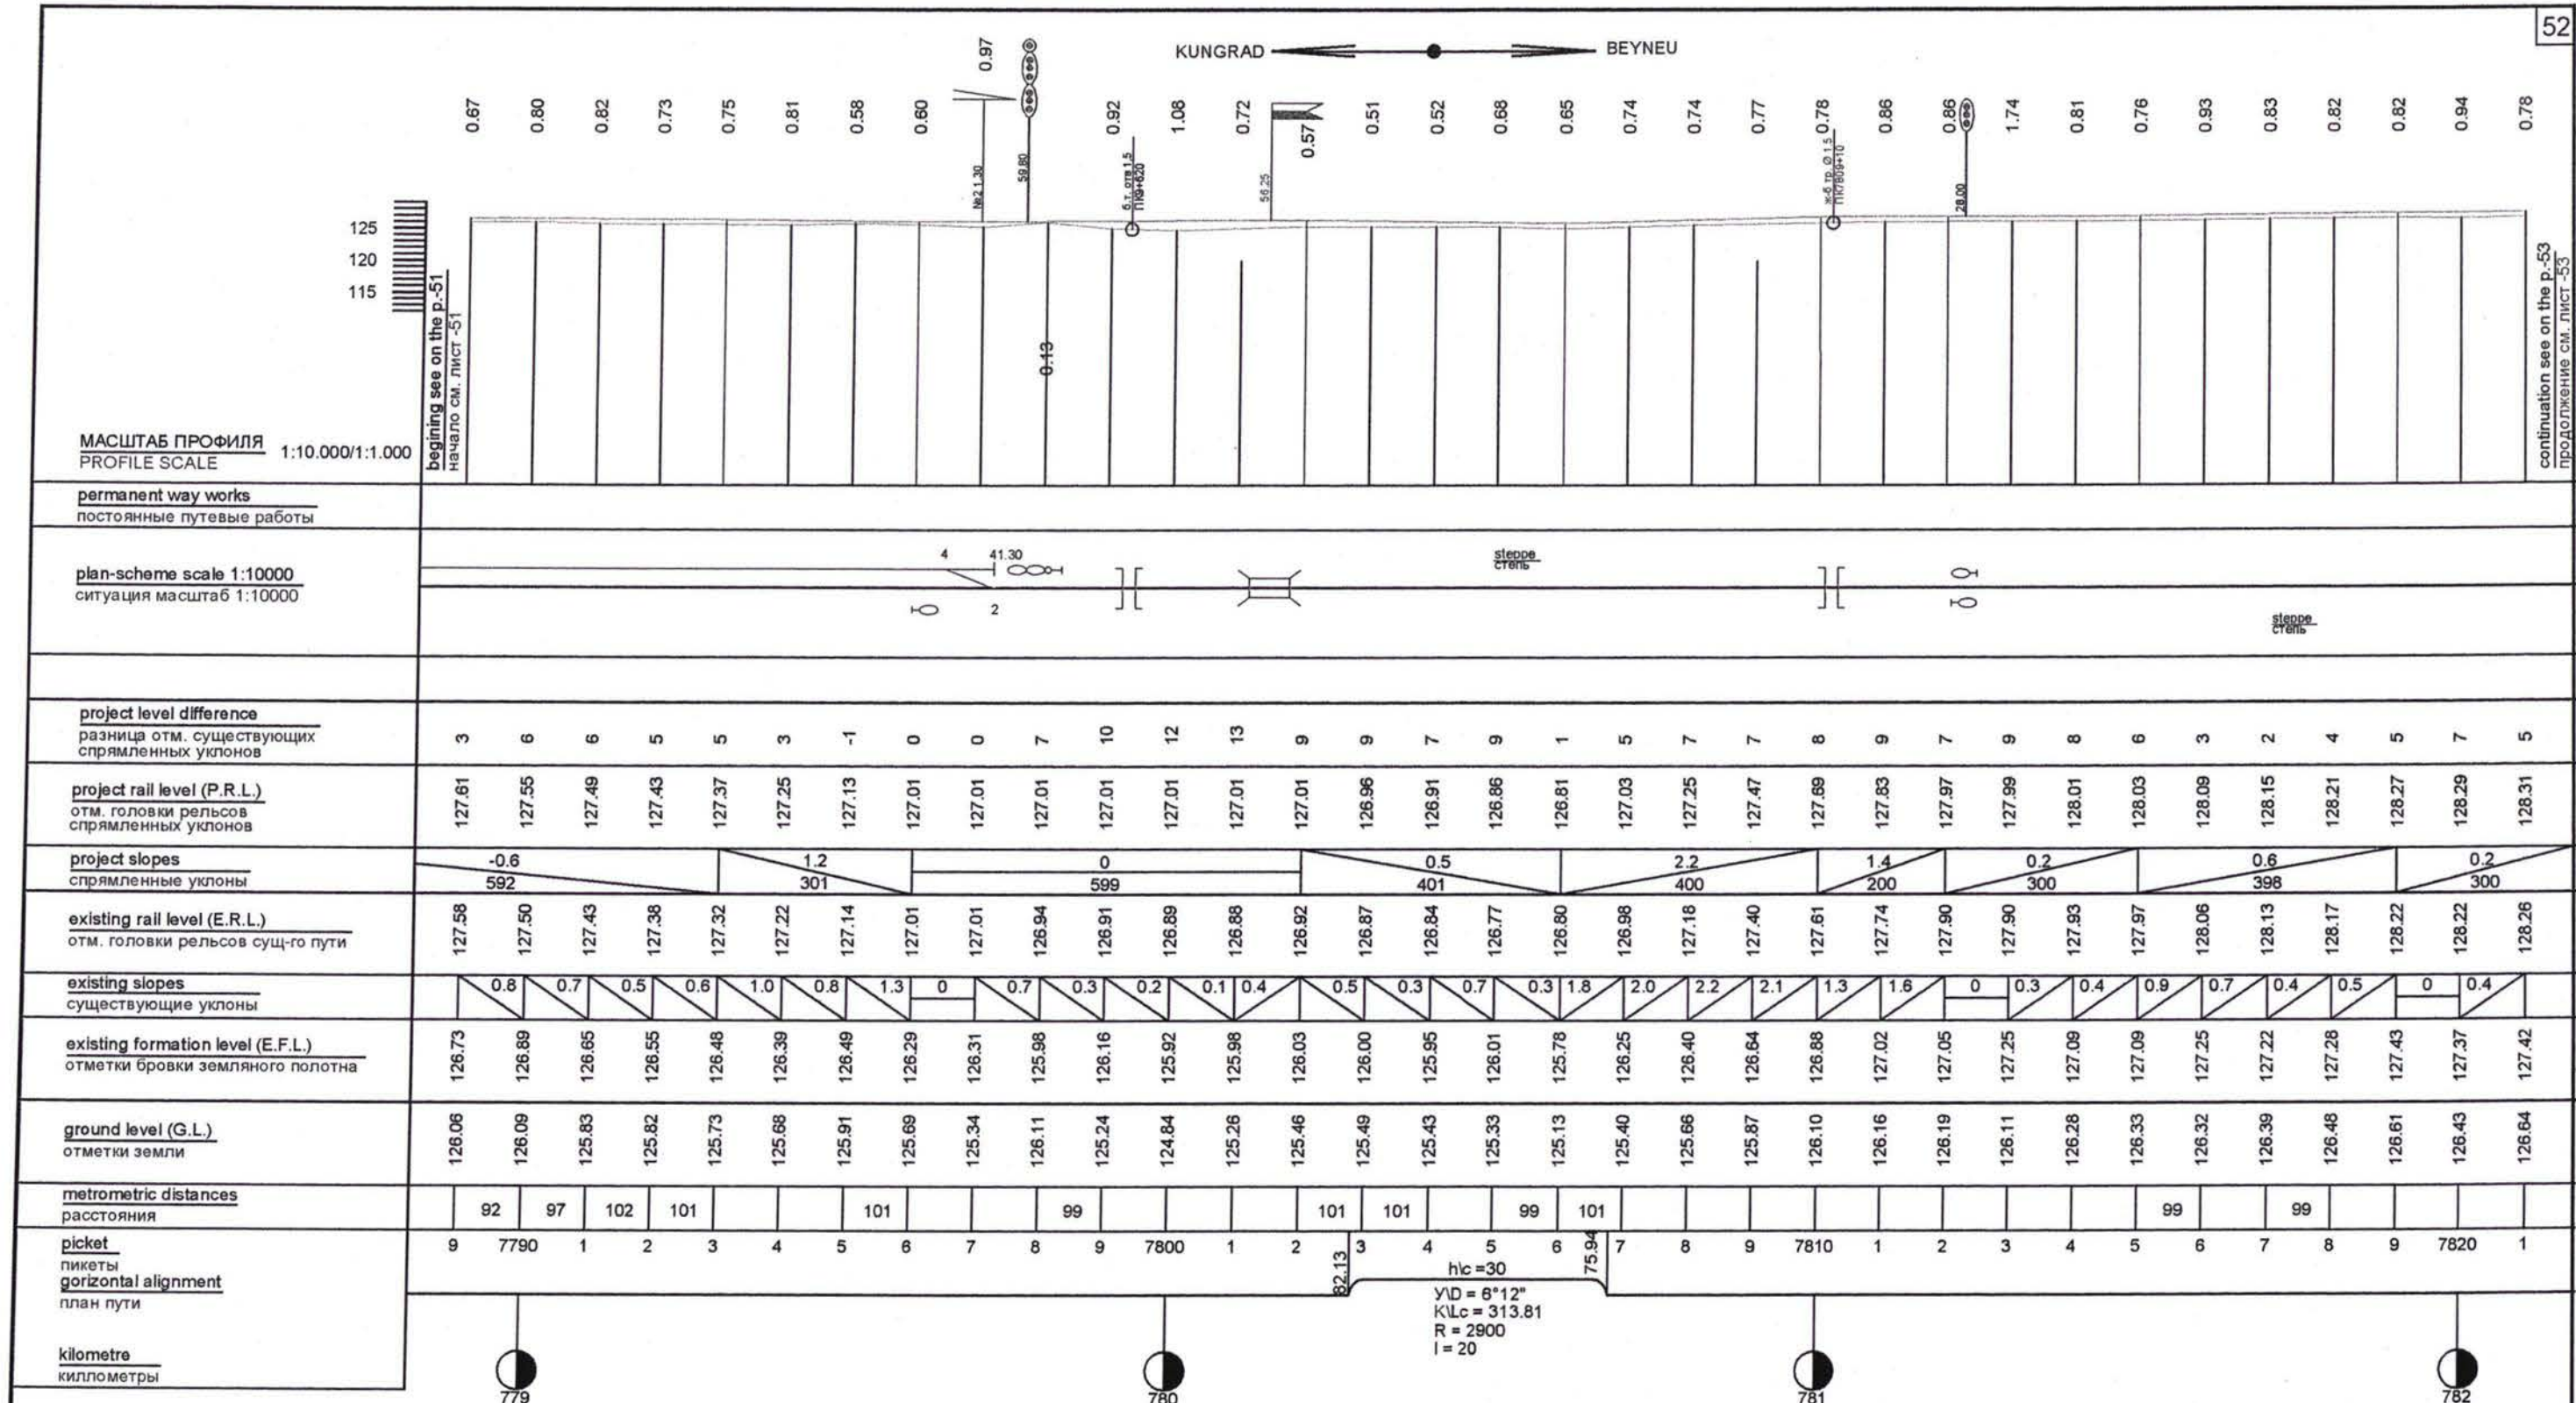 52
KUNGRAD BEYNEU
0.67 0.80 0.82 0.73 0.75 0.81 0.58 0.60 0.97 0.92 1.08 0.72 0.57 0.51 0.52 0.68 0.65 0.74 0.74 0.77 0.78 0.86 0.86 1.74 0.81 0.76 0.93 0.83 0.82 0.82 0.94 0.78
№2 1.30
59.80
б.т. отв 1.5
56.25
ж-б тр. Ø 1.5
ПК7809+10
28.00
0.13
125
120
115
begining see on the p.-51
начало см. лист -51
continuation see on the p.-53
продолжение см. лист -53
МАСШТАБ ПРОФИЛЯ 1:10.000/1:1.000
PROFILE SCALE
permanent way works
постоянные путевые работы
plan-scheme scale 1:10000
ситуация масштаб 1:10000
4 41.30
2
steppe
степь
steppe
степь
project level difference
разница отм. существующих
спрямленных уклонов
3 6 6 5 5 3 -1 0 0 7 10 12 13 9 9 7 9 1 5 7 7 8 9 7 9 8 6 3 2 4 5 7 5
project rail level (P.R.L.)
отм. головки рельсов
спрямленных уклонов
127.61 127.55 127.49 127.43 127.37 127.25 127.13 127.01 127.01 127.01 127.01 127.01 127.01 127.01 126.96 126.91 126.86 126.81 127.03 127.25 127.47 127.69 127.83 127.97 127.99 128.01 128.03 128.09 128.15 128.21 128.27 128.29 128.31
project slopes
спрямленные уклоны
-0.6 1.2 0 0.5 2.2 1.4 0.2 0.6 0.2
592 301 599 401 400 200 300 398 300
existing rail level (E.R.L.)
отм. головки рельсов сущ-го пути
127.58 127.50 127.43 127.38 127.32 127.22 127.14 127.01 127.01 126.94 126.91 126.89 126.88 126.92 126.87 126.84 126.77 126.80 126.98 127.18 127.40 127.61 127.74 127.90 127.90 127.93 127.97 128.06 128.13 128.17 128.22 128.22 128.26
existing slopes
существующие уклоны
0.8 0.7 0.5 0.6 1.0 0.8 1.3 0 0.7 0.3 0.2 0.1 0.4 0.5 0.3 0.7 0.3 1.8 2.0 2.2 2.1 1.3 1.6 0 0.3 0.4 0.9 0.7 0.4 0.5 0 0.4
existing formation level (E.F.L.)
отметки бровки земляного полотна
126.73 126.89 126.65 126.55 126.48 126.39 126.49 126.29 126.31 125.98 126.16 125.92 125.98 126.03 126.00 125.95 126.01 125.78 126.25 126.40 126.64 126.88 127.02 127.05 127.25 127.09 127.09 127.25 127.22 127.28 127.43 127.37 127.42
ground level (G.L.)
отметки земли
126.06 126.09 125.83 125.82 125.73 125.68 125.91 125.69 125.34 126.11 125.24 124.84 125.26 125.46 125.49 125.43 125.33 125.13 125.40 125.66 125.87 126.10 126.16 126.19 126.11 126.28 126.33 126.32 126.39 126.48 126.61 126.43 126.64
metrometric distances
расстояния
92 97 102 101 101 99 101 101 99 101 99 99
picket
пикеты
9 7790 1 2 3 4 5 6 7 8 9 7800 1 2 3 4 5 6 7 8 9 7810 1 2 3 4 5 6 7 8 9 7820 1
gorizontal alignment
план пути
82.13
75.94
h\c =30
У\D = 6°12"
K\Lc = 313.81
R = 2900
l = 20
kilometre
киллометры
779 780 781 782